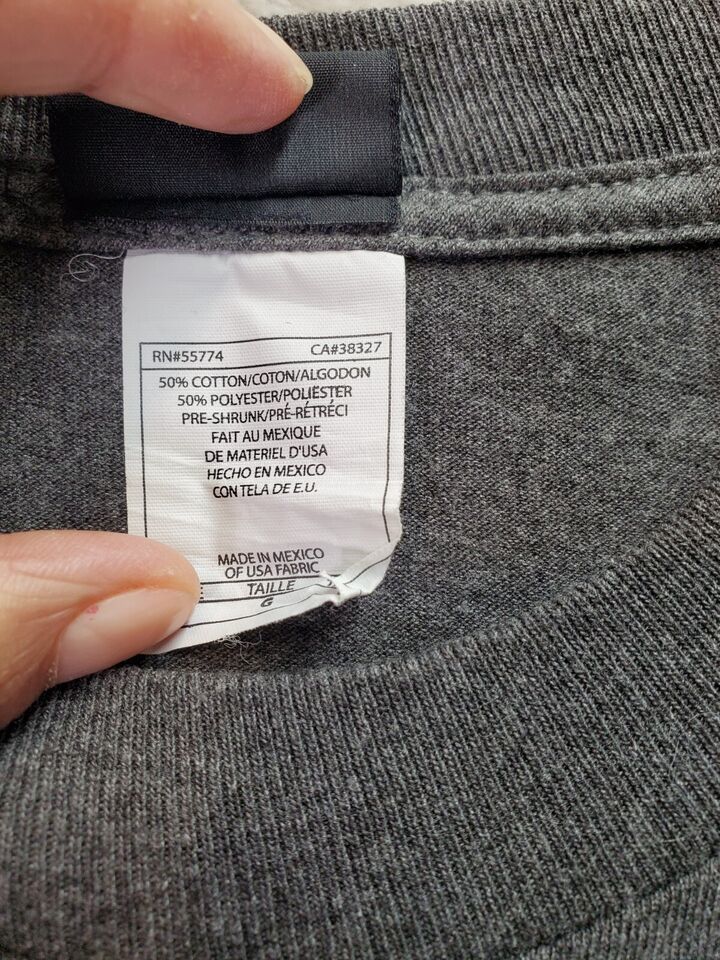 RN#55774 CA#38327
50% COTTON/COTON/ALGODON
50% POLYESTER/POLIÉSTER
PRE-SHRUNK/PRÉ-RÉTRÉCI
FAIT AU MEXIQUE
DE MATERIEL D'USA
HECHO EN MEXICO
CON TELA DE E.U.
MADE IN MEXICO
OF USA FABRIC
TAILLE
G